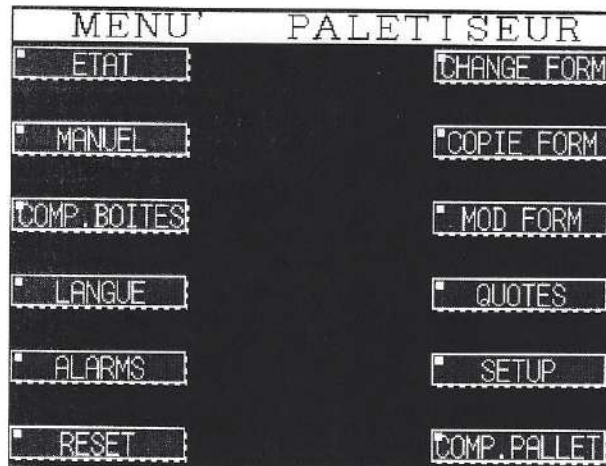 MENU' PALETISEUR
ETAT CHANGE FORM
MANUEL COPIE FORM
COMP.BOITES MOD FORM
LANGUE QUOTES
ALARMS SETUP
RESET COMP.PALLET